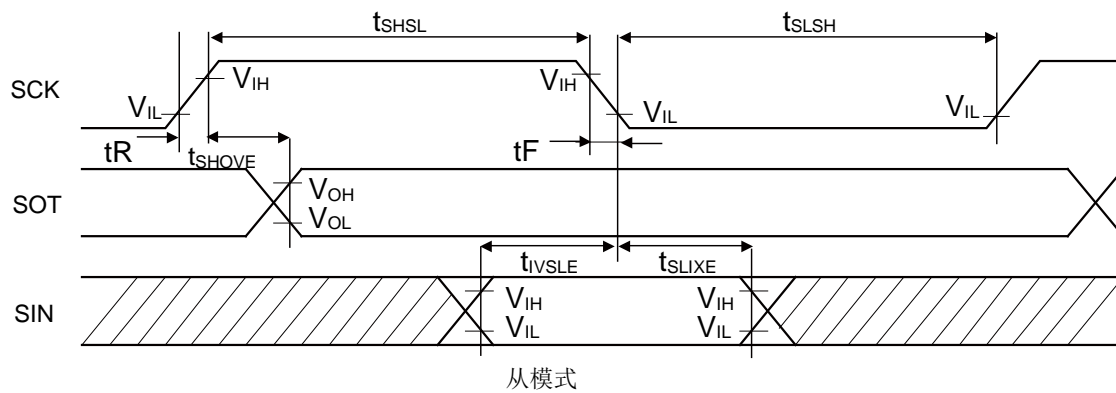 tSHSL tSLSH
SCK VIL VIH VIH VIL VIL
tR tSHOVE tF
SOT VOH
VOL
tIVSLE tSLIXE
SIN VIH VIH
VIL VIL
从模式